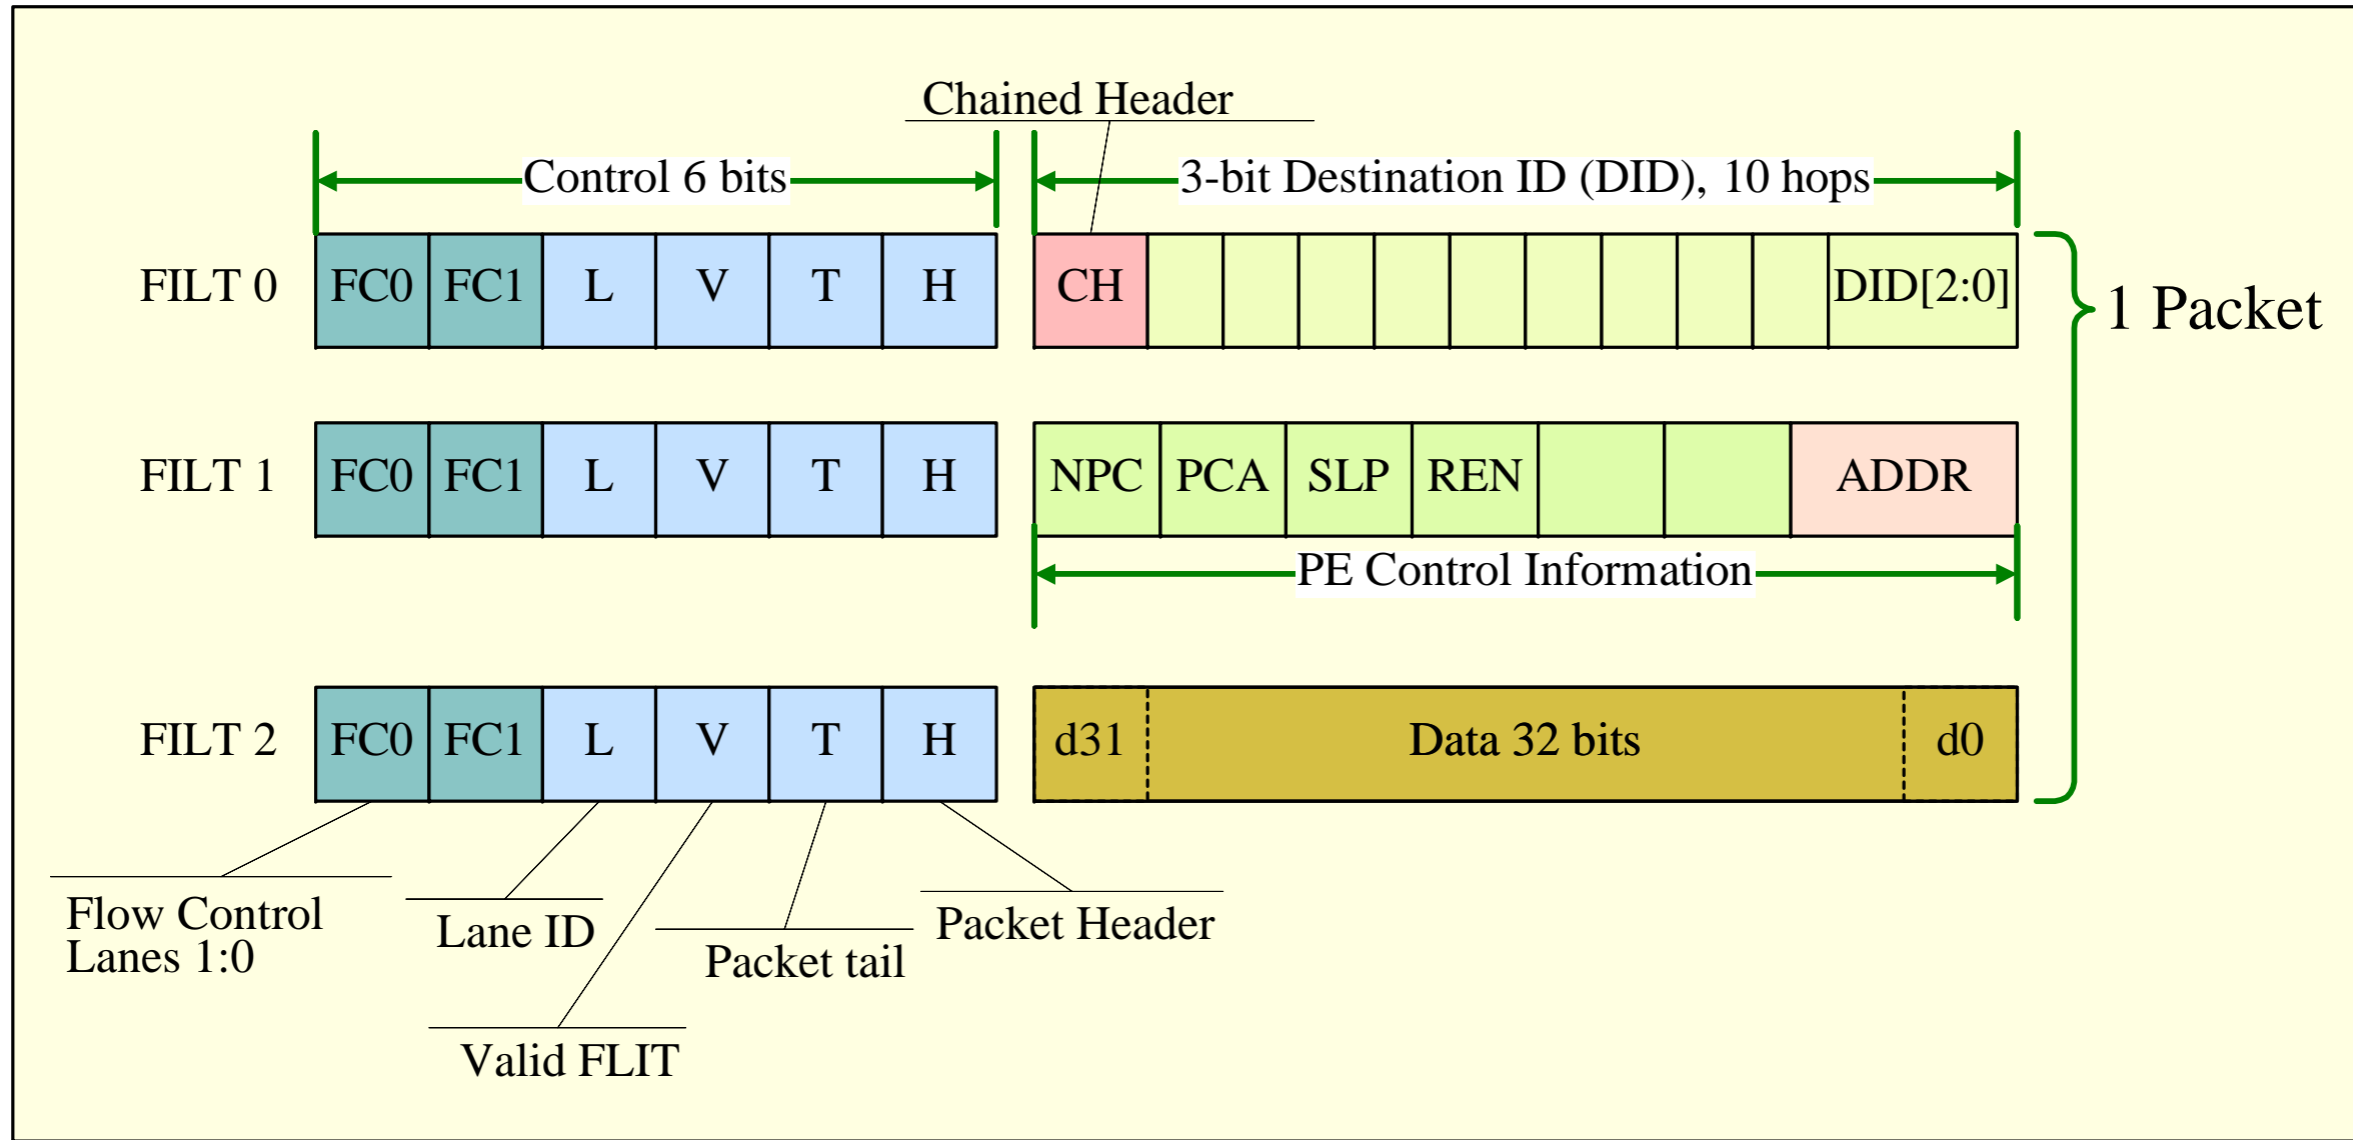 Chained Header
Control 6 bits
3-bit Destination ID (DID), 10 hops
FILT 0
FC0 FC1 L V T H
CH
DID[2:0]
1 Packet
FILT 1
FC0 FC1 L V T H
NPC PCA SLP REN
ADDR
PE Control Information
FILT 2
FC0 FC1 L V T H
d31
Data 32 bits
d0
Flow Control
Lanes 1:0
Lane ID
Valid FLIT
Packet tail
Packet Header